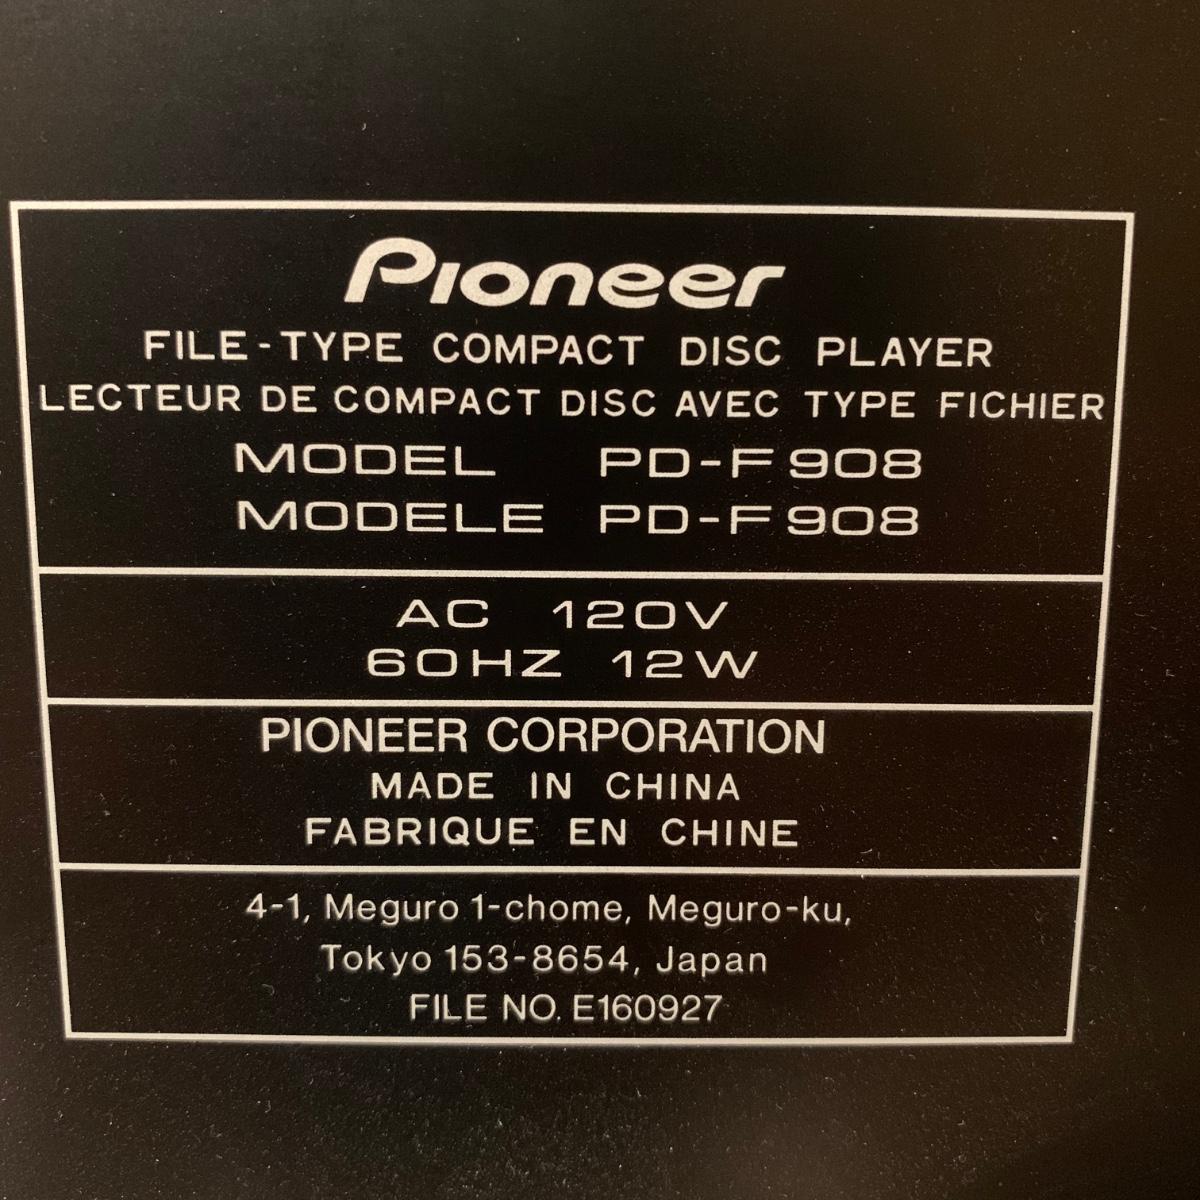 Pioneer
FILE-TYPE COMPACT DISC PLAYER
LECTEUR DE COMPACT DISC AVEC TYPE FICHIER
MODEL PD-F908
MODELE PD-F908
AC 120V
60HZ 12W
PIONEER CORPORATION
MADE IN CHINA
FABRIQUE EN CHINE
4-1, Meguro 1-chome, Meguro-ku,
Tokyo 153-8654, Japan
FILE NO. E160927